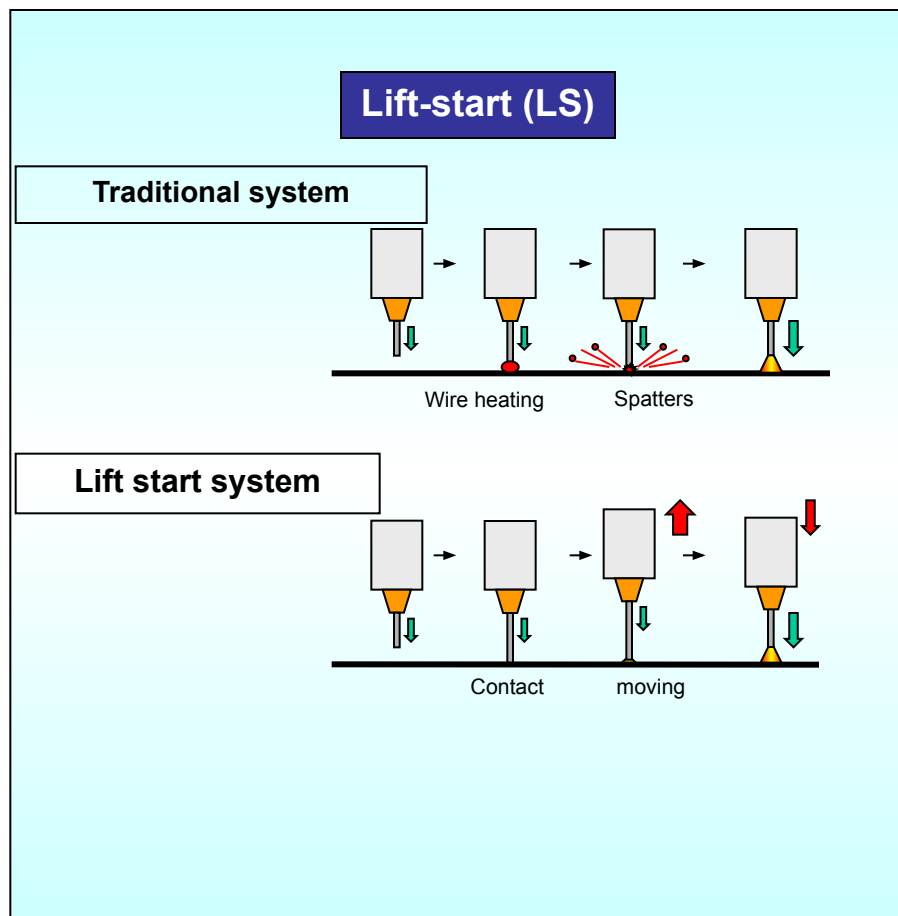 Lift-start (LS)
Traditional system
Wire heating
Spatters
Lift start system
Contact
moving